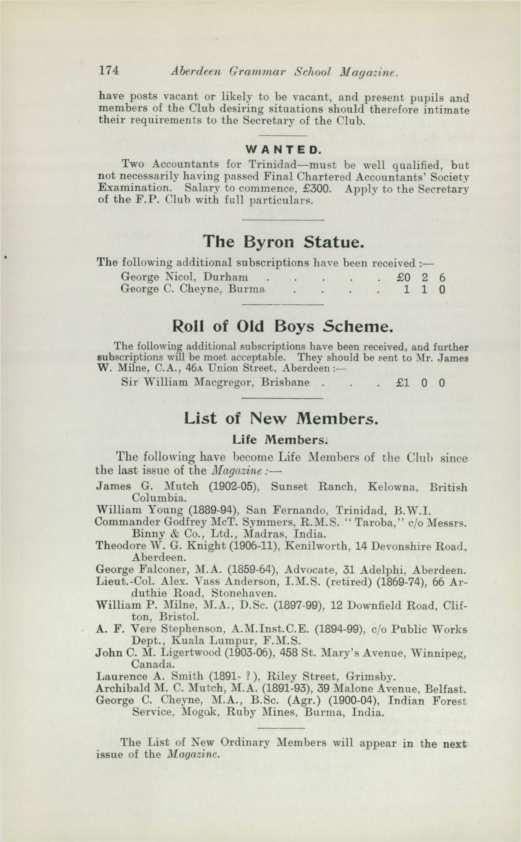 174 Aberdeen Grammar School Magazine.
have posts vacant or likely to be vacant, and present pupils and
members of the Club desiring situations should therefore intimate
their requirements to the Secretary of the Club.
WANTED.
Two Accountants for Trinidad—must be well qualified, but
not necessarily having passed Final Chartered Accountants' Society
Examination. Salary to commence, £300. Apply to the Secretary
of the F.P. Club with full particulars.
The Byron Statue.
The following additional subscriptions have been received :—
George Nicol, Durham . . . . . £0 2 6
George C. Cheyne, Burma . . . . 1 1 0
Roll of Old Boys Scheme.
The following additional subscriptions have been received, and further
subscriptions will be most acceptable. They should be sent to Mr. James
W. Milne, C.A., 46A Union Street, Aberdeen :—
Sir William Macgregor, Brisbane . . . £1 0 0
List of New Members.
Life Members.
The following have become Life Members of the Club since
the last issue of the Magazine :—
James G. Mutch (1902-05), Sunset Ranch, Kelowna, British
Columbia.
William Young (1889-94), San Fernando, Trinidad, B.W.I.
Commander Godfrey McT. Symmers, R.M.S. "Taroba," c/o Messrs.
Binny & Co., Ltd., Madras, India.
Theodore W. G. Knight (1906-11), Kenilworth, 14 Devonshire Road,
Aberdeen.
George Falconer, M.A. (1859-64), Advocate, 31 Adelphi, Aberdeen.
Lieut.-Col. Alex. Vass Anderson, I.M.S. (retired) (1869-74), 66 Ar-
duthie Road, Stonehaven.
William P. Milne, M.A., D.Sc. (1897-99), 12 Downfield Road, Clif-
ton, Bristol.
A. F. Vere Stephenson, A.M.Inst.C.E. (1894-99), c/o Public Works
Dept., Kuala Lumpur, F.M.S.
John C. M. Ligertwood (1903-06), 458 St. Mary's Avenue, Winnipeg,
Canada.
Laurence A. Smith (1891- ? ), Riley Street, Grimsby.
Archibald M. C. Mutch, M.A. (1891-93), 39 Malone Avenue, Belfast.
George C. Cheyne, M.A., B.Sc. (Agr.) (1900-04), Indian Forest
Service, Mogok, Ruby Mines, Burma, India.
The List of New Ordinary Members will appear in the next
issue of the Magazine.